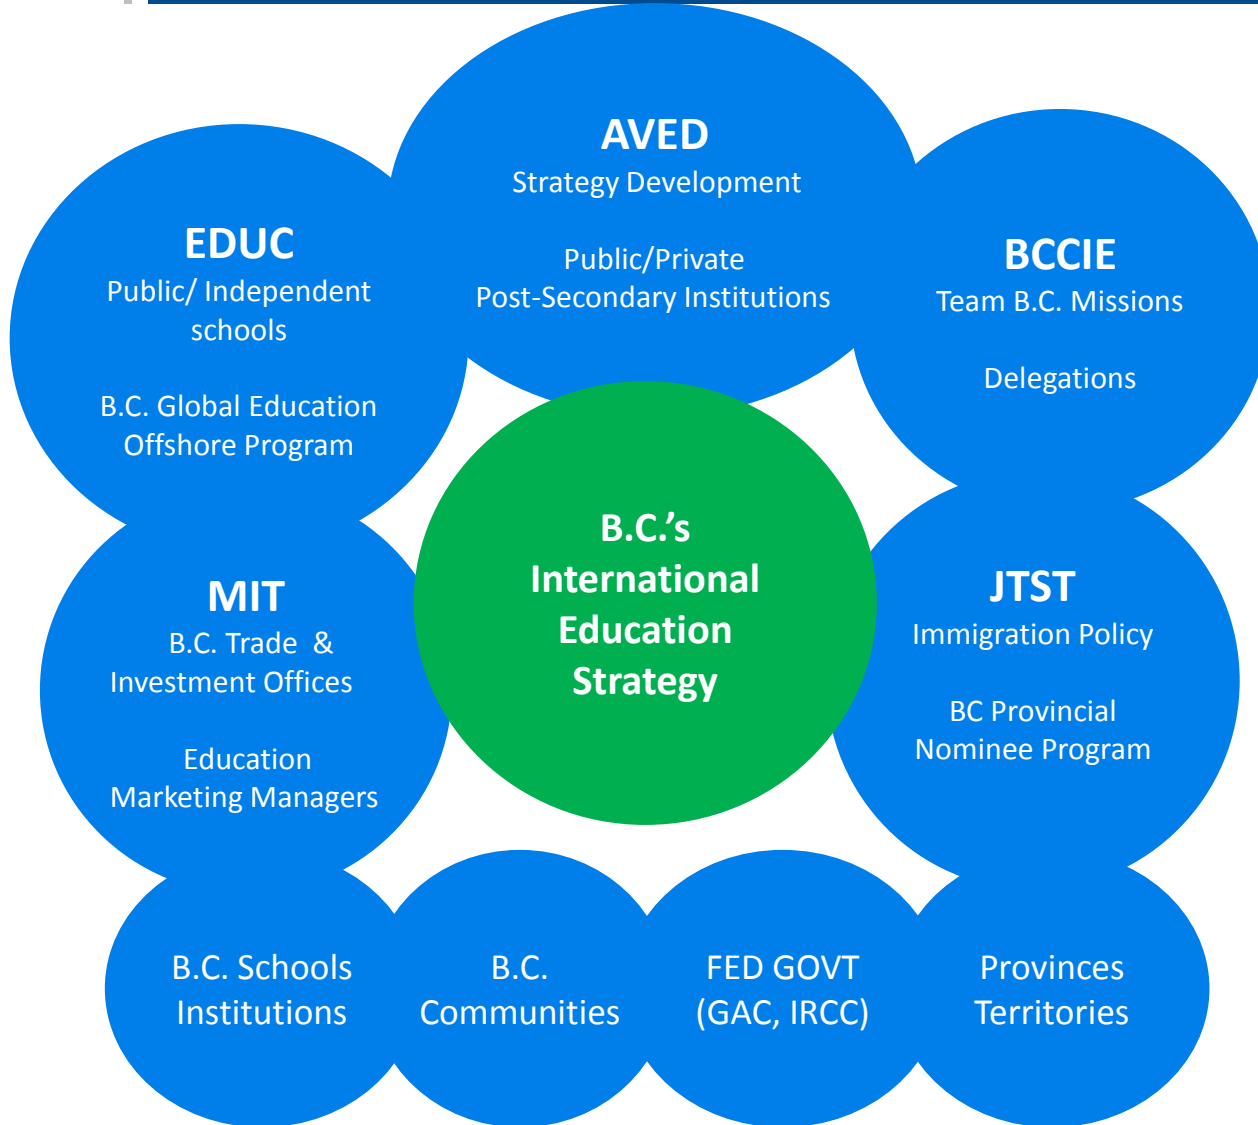 AVED
Strategy Development
Public/Private
Post-Secondary Institutions
EDUC
Public/ Independent
schools
B.C. Global Education
Offshore Program
BCCIE
Team B.C. Missions
Delegations
B.C.’s
International
Education
Strategy
MIT
B.C. Trade  &
Investment Offices
Education
Marketing Managers
JTST
Immigration Policy
BC Provincial
Nominee Program
B.C. Schools
Institutions
B.C.
Communities
FED GOVT
(GAC, IRCC)
Provinces
Territories